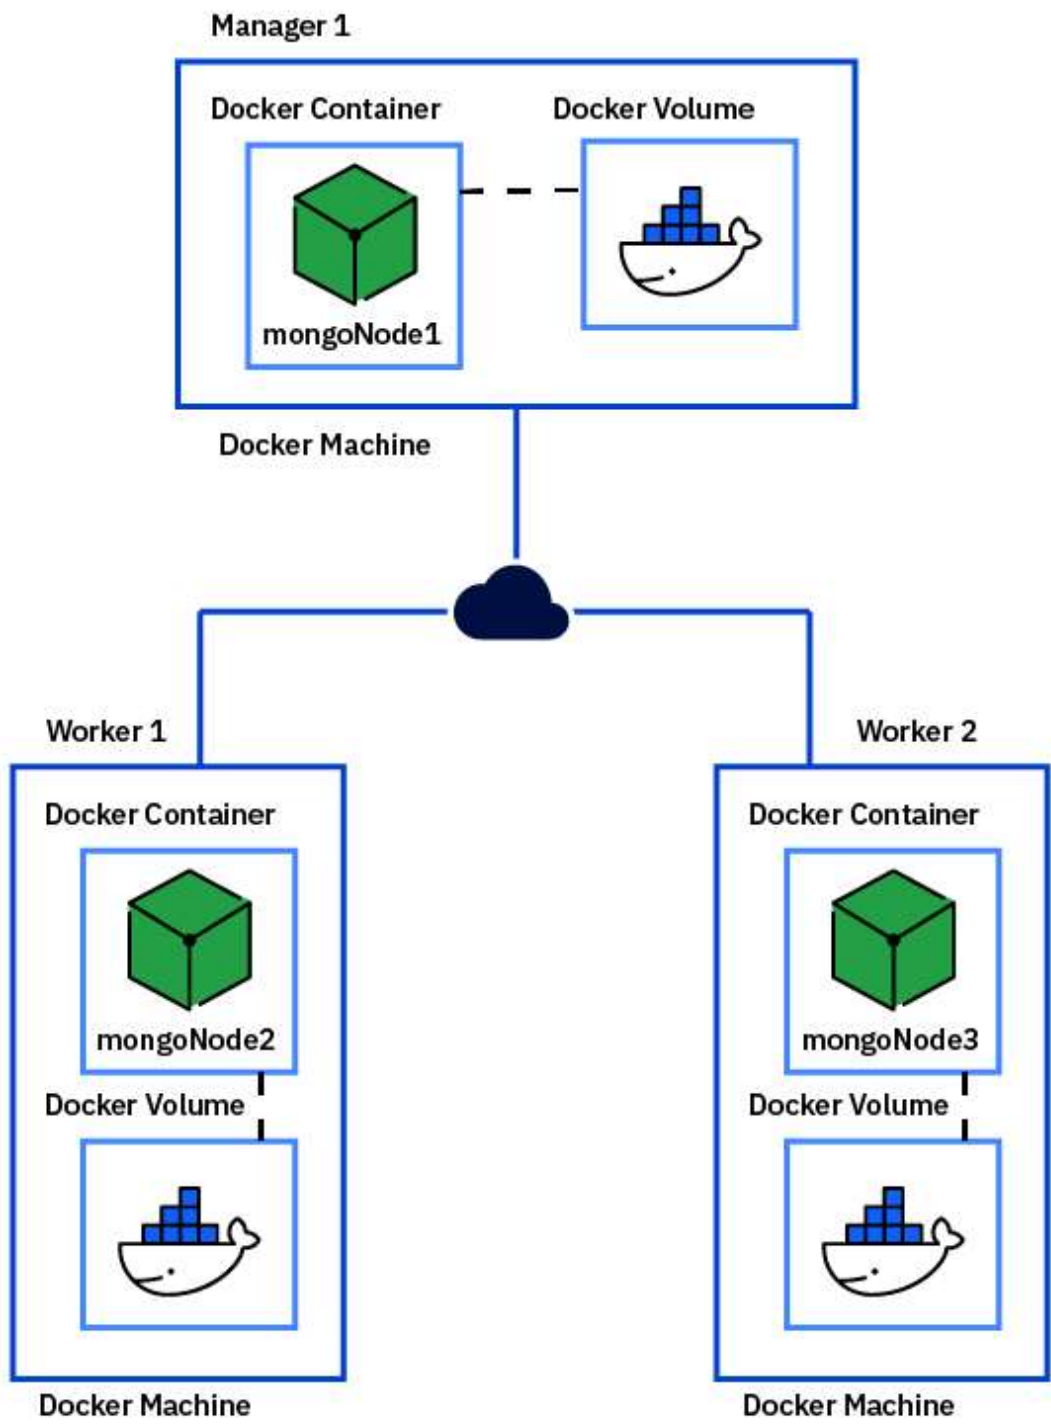 Manager 1
Docker Container
Docker Volume
mongoNode1
Docker Machine
Worker 1
Docker Container
mongoNode2
Docker Volume
Docker Machine
Worker 2
Docker Container
mongoNode3
Docker Volume
Docker Machine